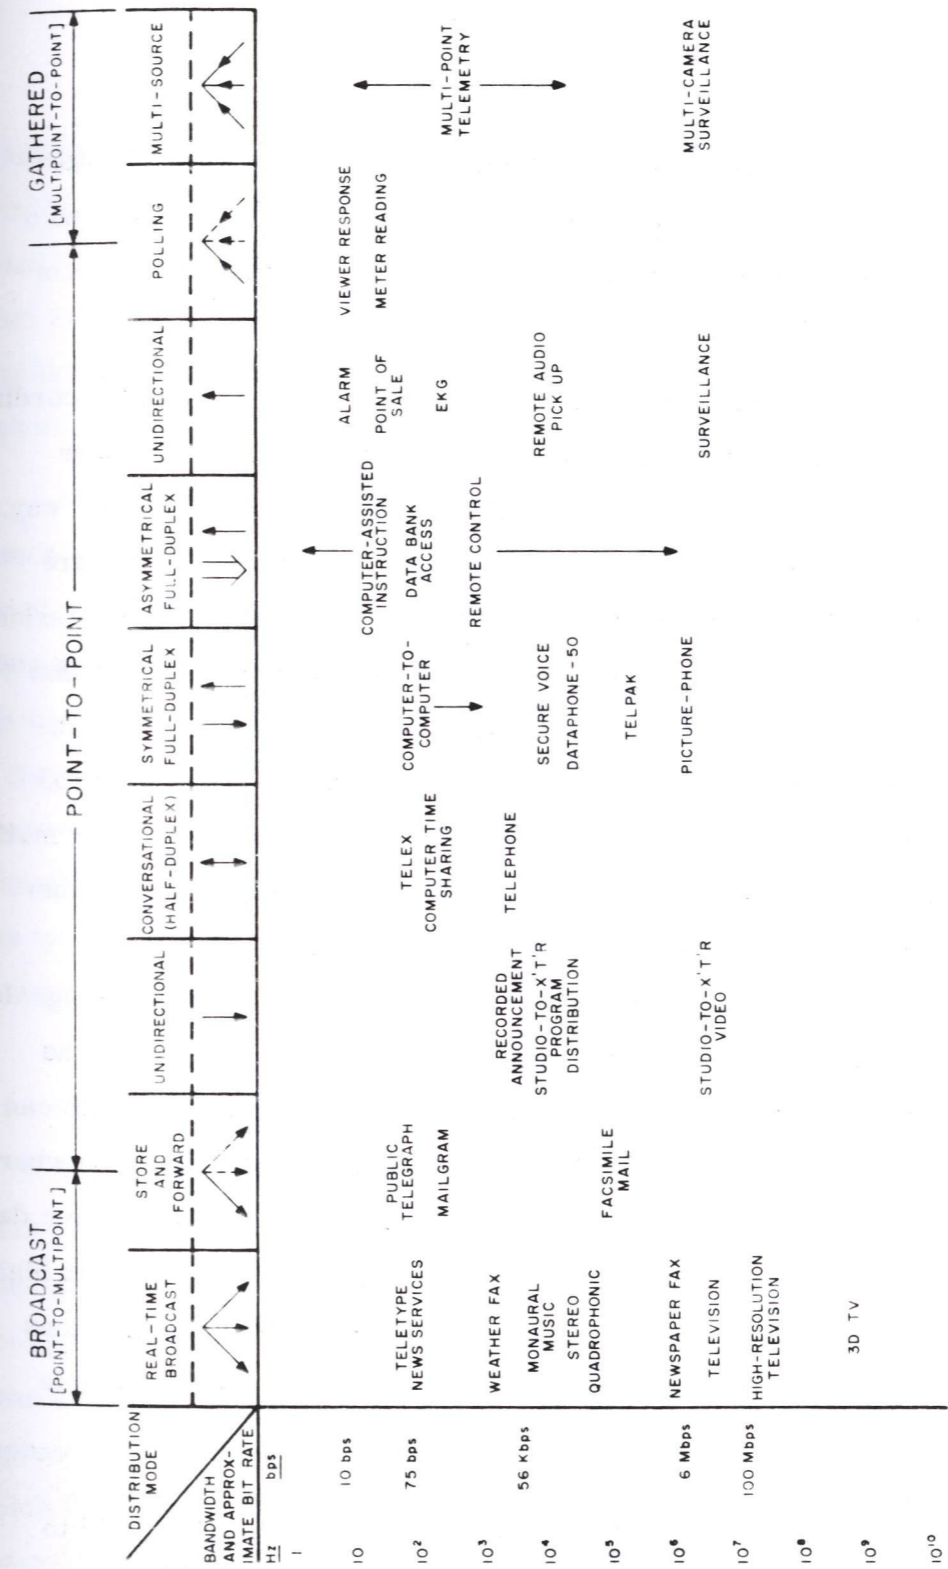 BROADCAST
[POINT-TO-MULTIPOINT]
POINT-TO-POINT
GATHERED
[MULTIPOINT-TO-POINT]
DISTRIBUTION
MODE
REAL-TIME
BROADCAST
STORE
AND
FORWARD
UNIDIRECTIONAL
CONVERSATIONAL
(HALF-DUPLEX)
SYMMETRICAL
FULL-DUPLEX
ASYMMETRICAL
FULL-DUPLEX
UNIDIRECTIONAL
POLLING
MULTI-SOURCE
BANDWIDTH
AND APPROX-
IMATE BIT RATE
Hz bps
1
10 10 bps
10² 75 bps
10³
10⁴ 56 Kbps
10⁵
10⁶ 6 Mbps
10⁷ 100 Mbps
10⁸
10⁹
10¹⁰
TELETYPE
NEWS SERVICES
WEATHER FAX
MONAURAL
MUSIC
STEREO
QUADROPHONIC
NEWSPAPER FAX
TELEVISION
HIGH-RESOLUTION
TELEVISION
3D TV
PUBLIC
TELEGRAPH
MAILGRAM
FACSIMILE
MAIL
RECORDED
ANNOUNCEMENT
STUDIO-TO-X'T'R
PROGRAM
DISTRIBUTION
STUDIO-TO-X'T'R
VIDEO
TELEX
COMPUTER TIME
SHARING
TELEPHONE
COMPUTER-TO-
COMPUTER
SECURE VOICE
DATAPHONE-50
TELPAK
PICTURE-PHONE
COMPUTER-ASSISTED
INSTRUCTION
DATA BANK
ACCESS
REMOTE CONTROL
ALARM
POINT OF
SALE
EKG
REMOTE AUDIO
PICK UP
SURVEILLANCE
VIEWER RESPONSE
METER READING
MULTI-POINT
TELEMETRY
MULTI-CAMERA
SURVEILLANCE